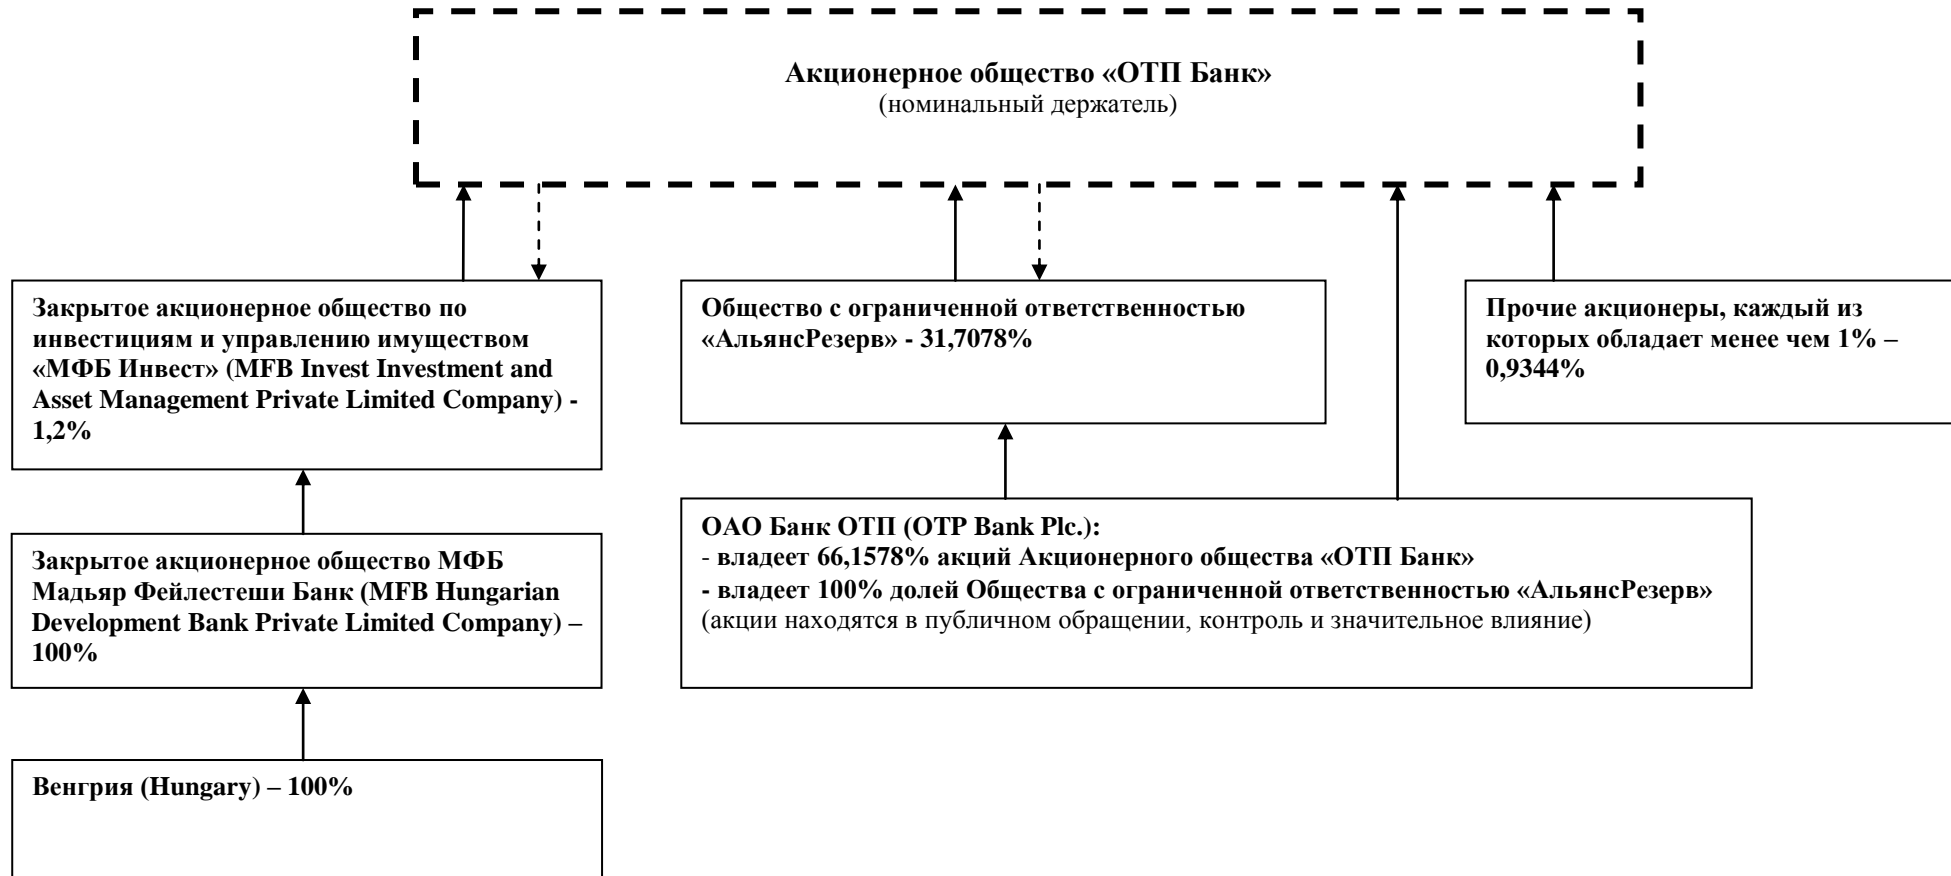 Акционерное общество «ОТП Банк»
(номинальный держатель)
Закрытое акционерное общество по
инвестициям и управлению имуществом
«МФБ Инвест» (MFB Invest Investment and
Asset Management Private Limited Company) -
1,2%
Общество с ограниченной ответственностью
«АльянсРезерв» - 31,7078%
Прочие акционеры, каждый из
которых обладает менее чем 1% –
0,9344%
Закрытое акционерное общество МФБ
Мадьяр Фейлестеши Банк (MFB Hungarian
Development Bank Private Limited Company) –
100%
ОАО Банк ОТП (OTP Bank Plc.):
- владеет 66,1578% акций Акционерного общества «ОТП Банк»
- владеет 100% долей Общества с ограниченной ответственностью «АльянсРезерв»
(акции находятся в публичном обращении, контроль и значительное влияние)
Венгрия (Hungary) – 100%